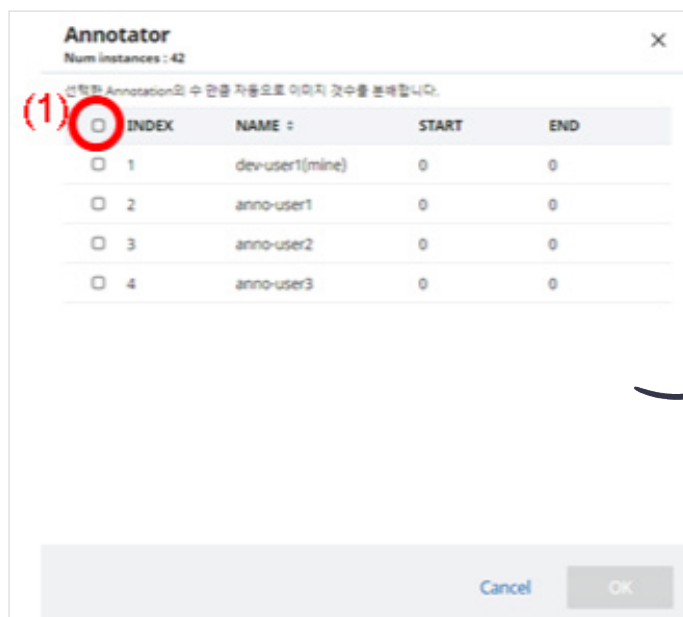 Annotator
Num instances : 42
선택한 Annotation의 수 만큼 자동으로 이미지 갯수를 분배합니다.
(1)
INDEX NAME START END
1 dev-user1(mine) 0 0
2 anno-user1 0 0
3 anno-user2 0 0
4 anno-user3 0 0
Cancel OK